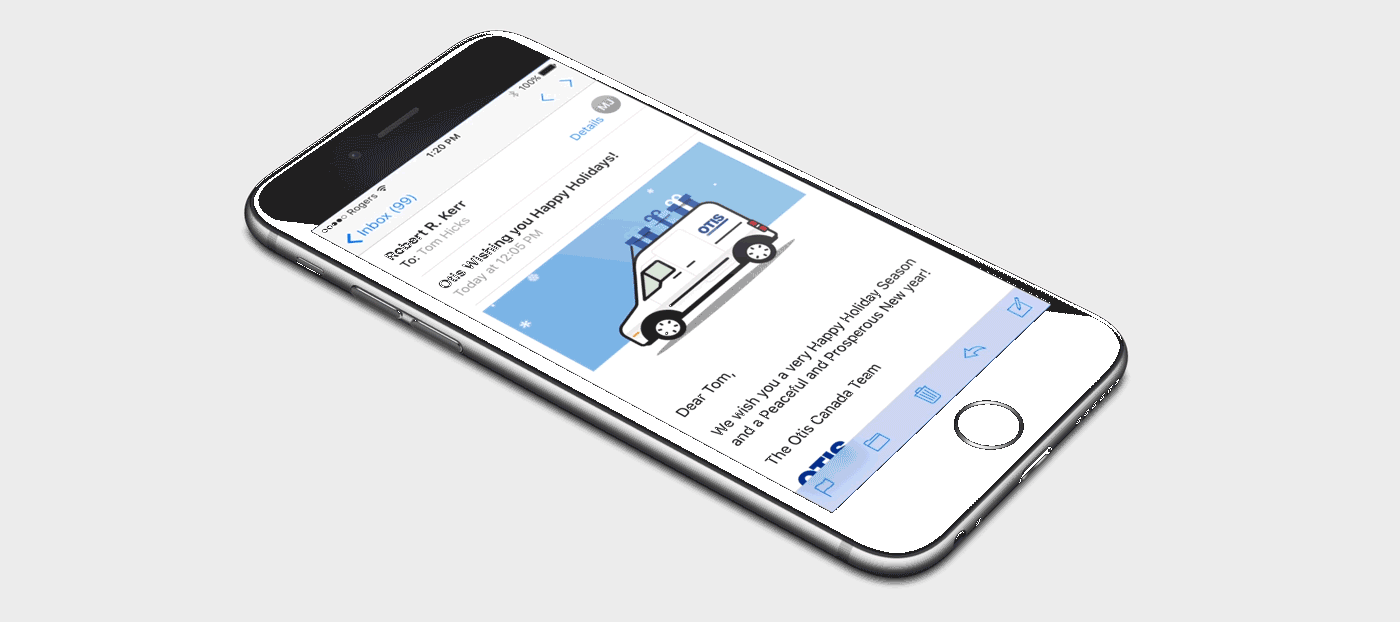 Rogers 1:20 PM 100%
Inbox (99)
Robert R. Kerr
MJ
To: Tom Hicks Details
Otis Wishing you Happy Holidays!
Today at 12:05 PM
OTIS
Dear Tom,
We wish you a very Happy Holiday Season
and a Peaceful and Prosperous New year!
The Otis Canada Team
OTIS